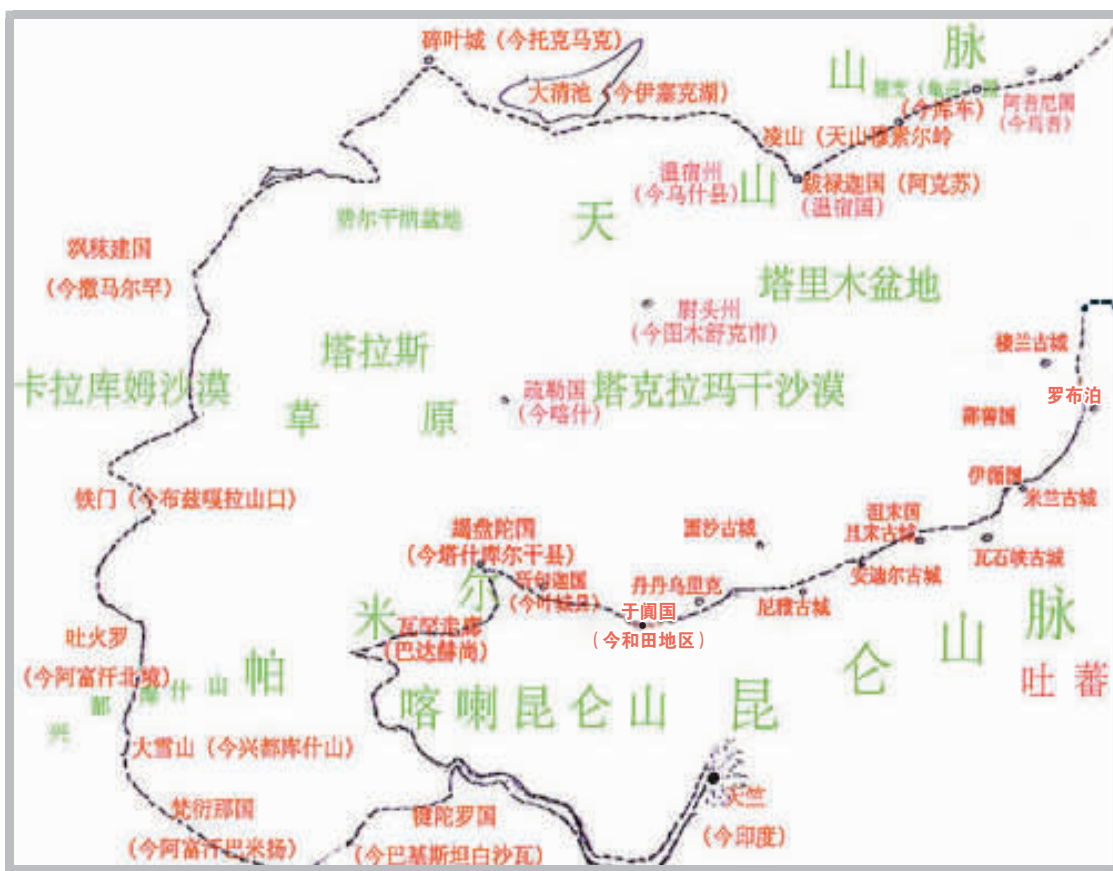 碎叶城（今托克马克）
脉
山
大清池（今伊塞克湖）
（今库车）
阿耆尼国
（今焉耆）
凌山（天山穆素尔岭
温宿州
（今乌什县）
山
跋禄迦国（阿克苏）
（温宿国）
天
费尔干纳盆地
飒秣建国
（今撒马尔罕）
塔里木盆地
尉头州
（今图木舒克市）
楼兰古城
塔拉斯
卡拉库姆沙漠
疏勒国
（今喀什）
塔克拉玛干沙漠
罗布泊
草 原
鄯善国
伊循国
铁门（今布兹嘎拉山口）
米兰古城
朅盘陀国
（今塔什库尔干县）
且末国
且末古城
瓦石峡古城
安迪尔古城
尔
（今叶城县）
丹丹乌里克
尼雅古城
米
瓦罕走廊
（巴达赫尚）
于阗国
（今和田地区）
脉
山
吐火罗
（今阿富汗北境）
帕
仑
吐 蕃
兴 都 库 什 山
喀喇昆仑山
昆
大雪山（今兴都库什山）
天竺
（今印度）
梵衍那国
（今阿富汗巴米扬）
犍陀罗国
（今巴基斯坦白沙瓦）